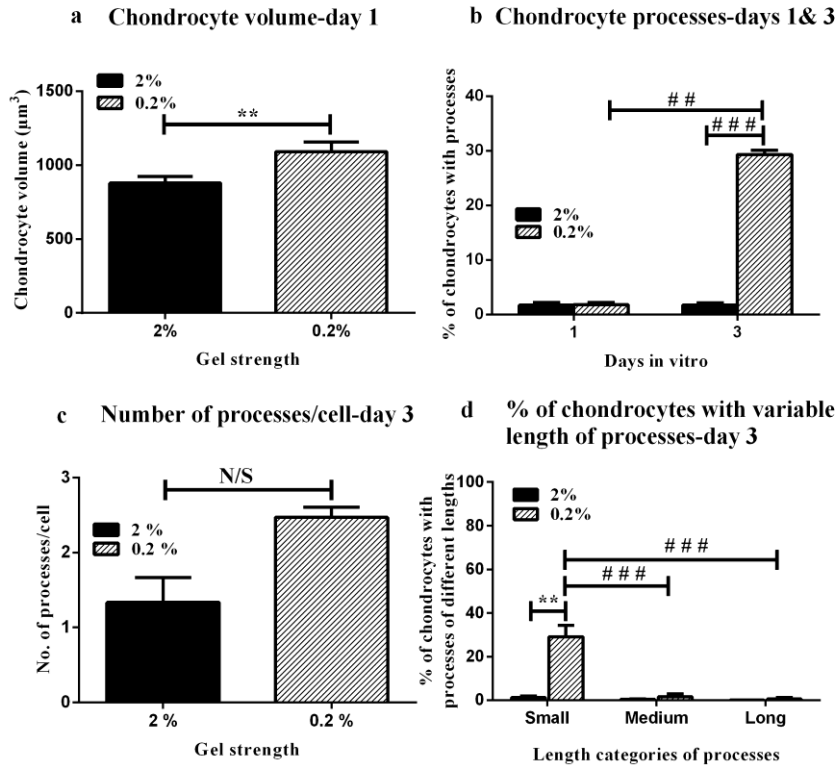 a Chondrocyte volume-day 1
Chondrocyte volume (µm³)
1500
1000
500
0
2%
0.2%
**
2%
0.2%
Gel strength
b Chondrocyte processes-days 1& 3
% of chondrocytes with processes
40
30
20
10
0
2%
0.2%
# #
# # #
1
3
Days in vitro
c Number of processes/cell-day 3
No. of processes/cell
3
2
1
0
2 %
0.2 %
N/S
2 %
0.2 %
Gel strength
d % of chondrocytes with variable
length of processes-day 3
% of chondrocytes with
processes of different lengths
100
80
60
40
20
0
2%
0.2%
# # #
# # #
**
Small
Medium
Long
Length categories of processes